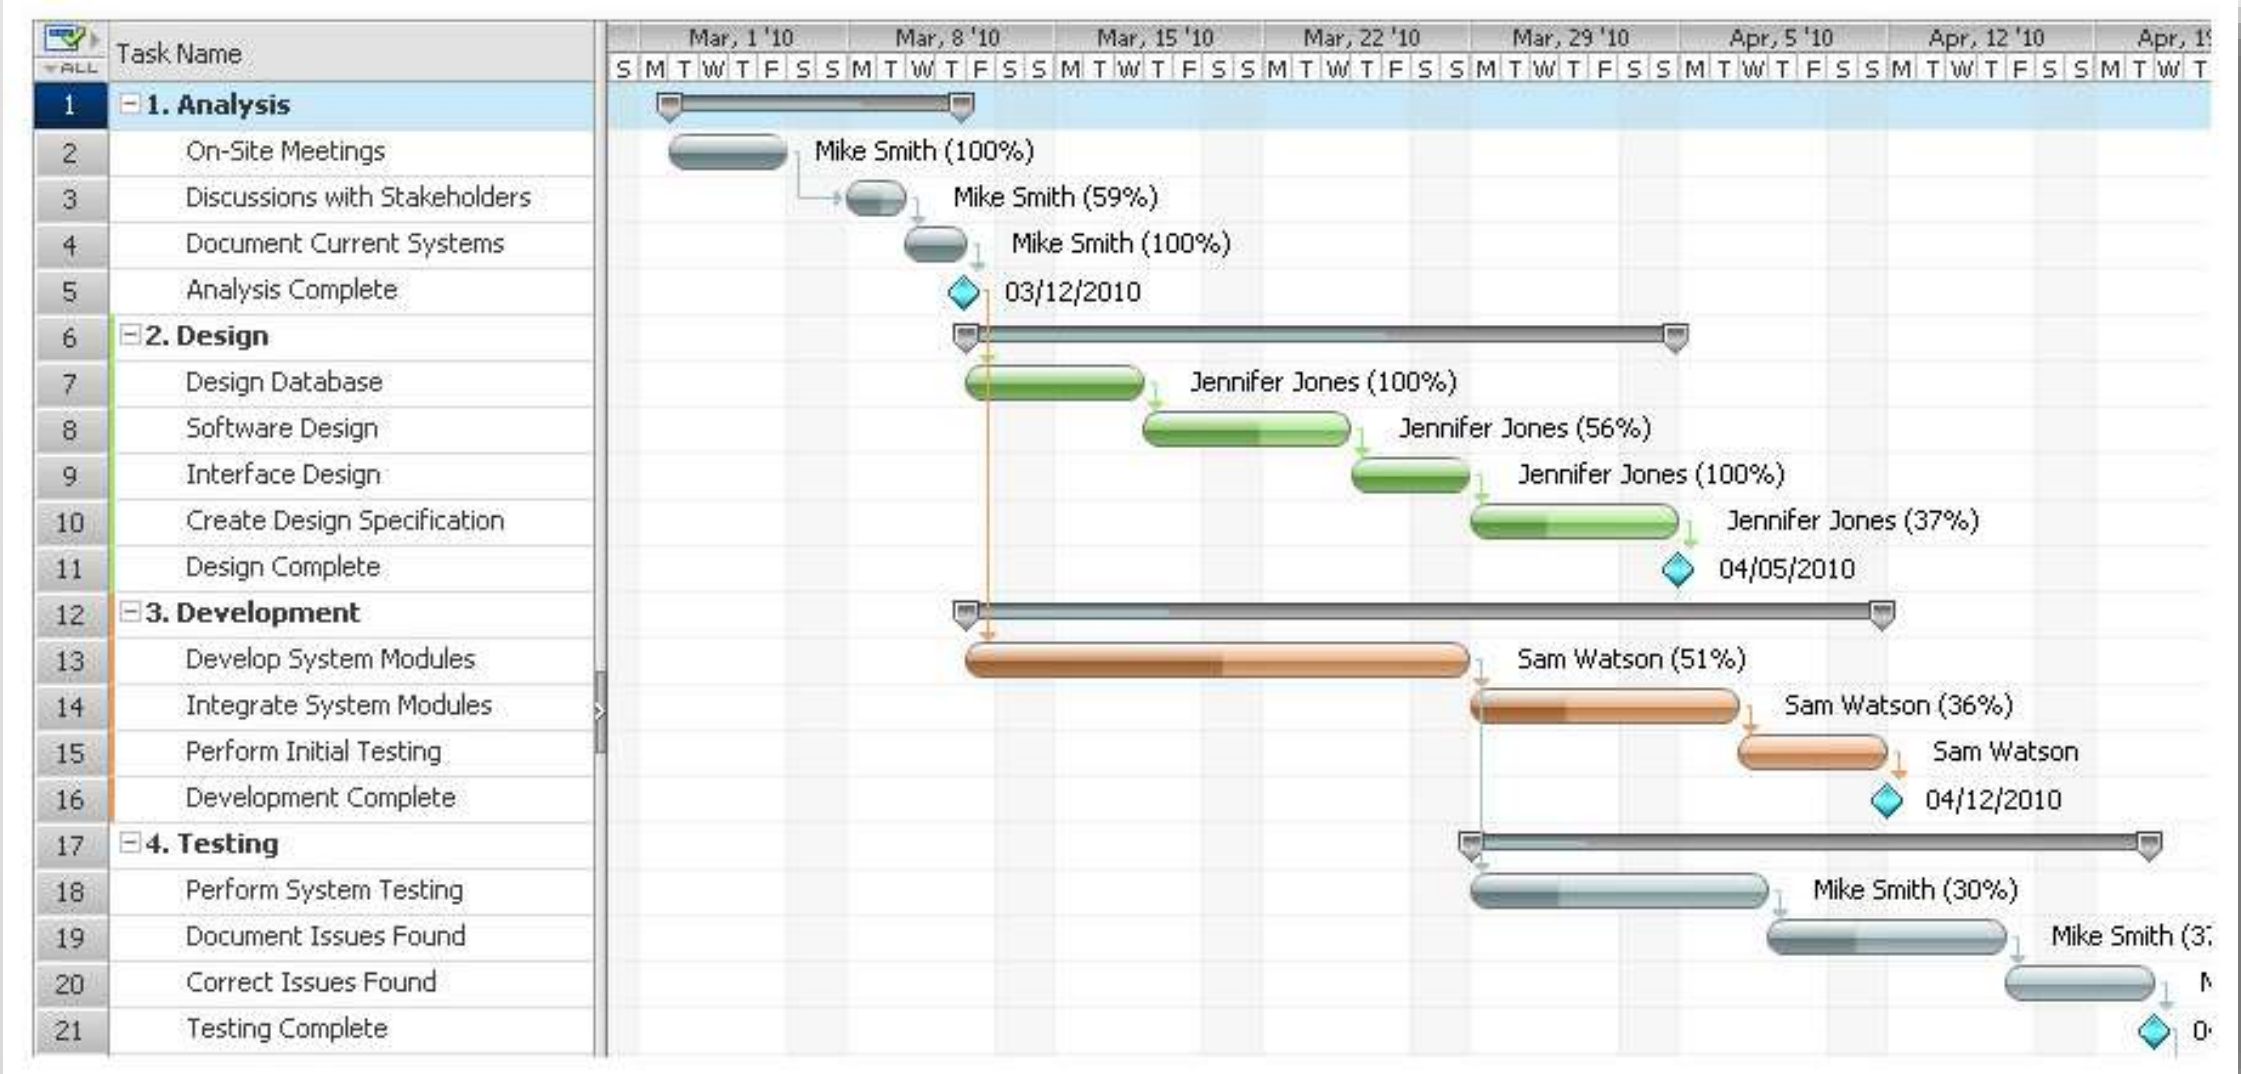 Mar, 1 '10 Mar, 8 '10 Mar, 15 '10 Mar, 22 '10 Mar, 29 '10 Apr, 5 '10 Apr, 12 '10 Apr, 19
ALL Task Name S M T W T F S S M T W T F S S M T W T F S S M T W T F S S M T W T F S S M T W T F S S M T W T F S S M T W T
1 1. Analysis
2 On-Site Meetings Mike Smith (100%)
3 Discussions with Stakeholders Mike Smith (59%)
4 Document Current Systems Mike Smith (100%)
5 Analysis Complete 03/12/2010
6 2. Design
7 Design Database Jennifer Jones (100%)
8 Software Design Jennifer Jones (56%)
9 Interface Design Jennifer Jones (100%)
10 Create Design Specification Jennifer Jones (37%)
11 Design Complete 04/05/2010
12 3. Development
13 Develop System Modules Sam Watson (51%)
14 Integrate System Modules Sam Watson (36%)
15 Perform Initial Testing Sam Watson
16 Development Complete 04/12/2010
17 4. Testing
18 Perform System Testing Mike Smith (30%)
19 Document Issues Found Mike Smith
20 Correct Issues Found
21 Testing Complete